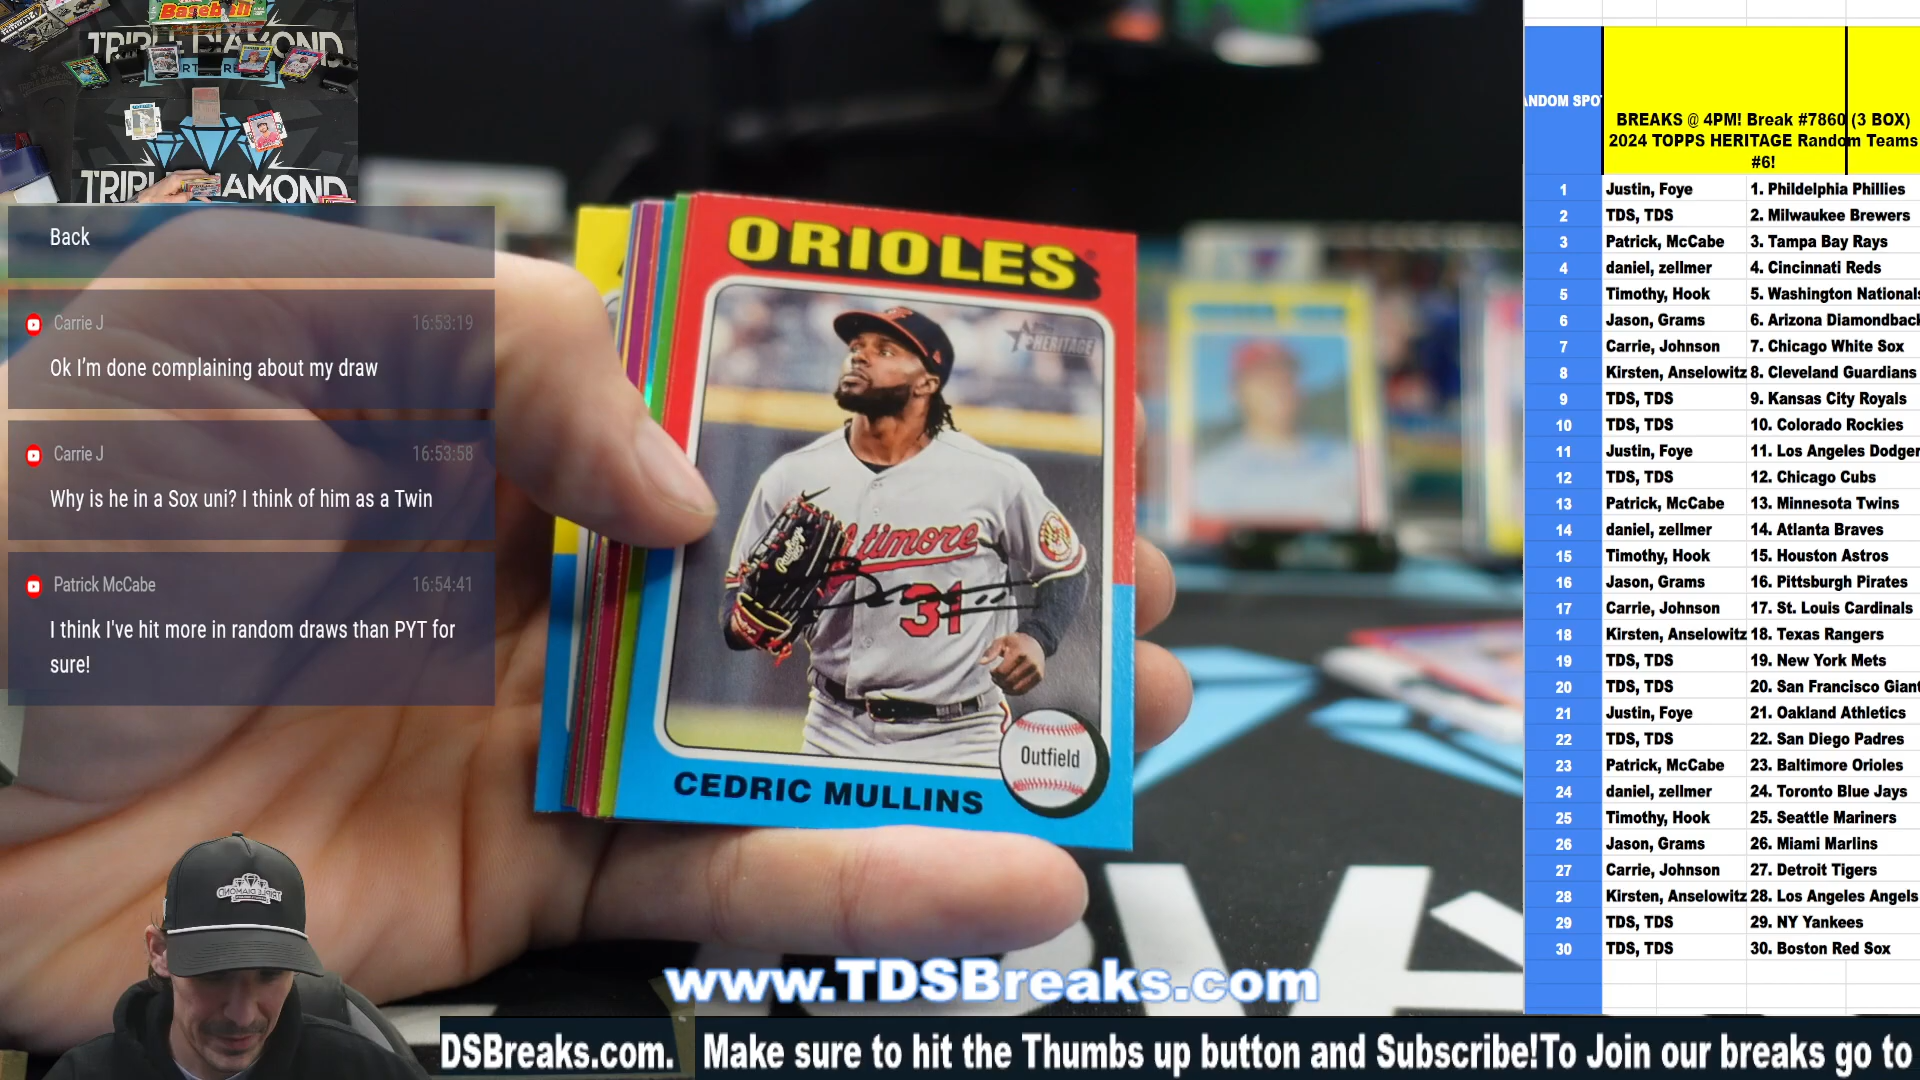 Baseball
TRIPLE DIAMOND
TRIPLE DIAMOND
Back
Carrie J 16:53:19
Ok I'm done complaining about my draw
Carrie J 16:53:58
Why is he in a Sox uni? I think of him as a Twin
Patrick McCabe 16:54:41
I think I've hit more in random draws than PYT for
sure!
ORIOLES
HERITAGE
timore
31
Outfield
CEDRIC MULLINS
www.TDSBreaks.com
DSBreaks.com. Make sure to hit the Thumbs up button and Subscribe!To Join our breaks go to
ANDOM SPO
BREAKS @ 4PM! Break #7860 (3 BOX)
2024 TOPPS HERITAGE Random Teams
#6!
1 Justin, Foye 1. Phildelphia Phillies
2 TDS, TDS 2. Milwaukee Brewers
3 Patrick, McCabe 3. Tampa Bay Rays
4 daniel, zellmer 4. Cincinnati Reds
5 Timothy, Hook 5. Washington Nationals
6 Jason, Grams 6. Arizona Diamondback
7 Carrie, Johnson 7. Chicago White Sox
8 Kirsten, Anselowitz 8. Cleveland Guardians
9 TDS, TDS 9. Kansas City Royals
10 TDS, TDS 10. Colorado Rockies
11 Justin, Foye 11. Los Angeles Dodger
12 TDS, TDS 12. Chicago Cubs
13 Patrick, McCabe 13. Minnesota Twins
14 daniel, zellmer 14. Atlanta Braves
15 Timothy, Hook 15. Houston Astros
16 Jason, Grams 16. Pittsburgh Pirates
17 Carrie, Johnson 17. St. Louis Cardinals
18 Kirsten, Anselowitz 18. Texas Rangers
19 TDS, TDS 19. New York Mets
20 TDS, TDS 20. San Francisco Giant
21 Justin, Foye 21. Oakland Athletics
22 TDS, TDS 22. San Diego Padres
23 Patrick, McCabe 23. Baltimore Orioles
24 daniel, zellmer 24. Toronto Blue Jays
25 Timothy, Hook 25. Seattle Mariners
26 Jason, Grams 26. Miami Marlins
27 Carrie, Johnson 27. Detroit Tigers
28 Kirsten, Anselowitz 28. Los Angeles Angels
29 TDS, TDS 29. NY Yankees
30 TDS, TDS 30. Boston Red Sox